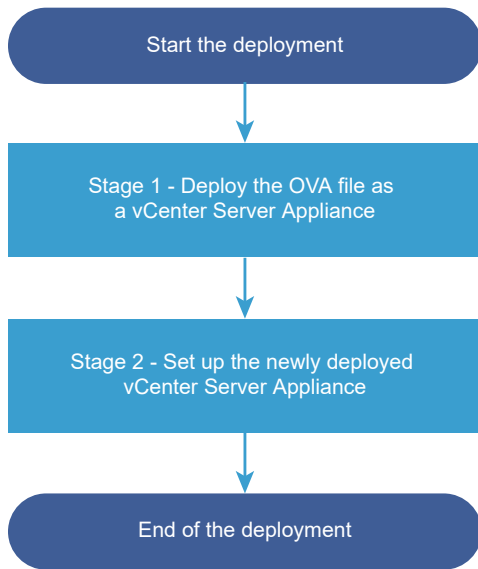 Start the deployment
Stage 1 - Deploy the OVA file as
a vCenter Server Appliance
Stage 2 - Set up the newly deployed
vCenter Server Appliance
End of the deployment